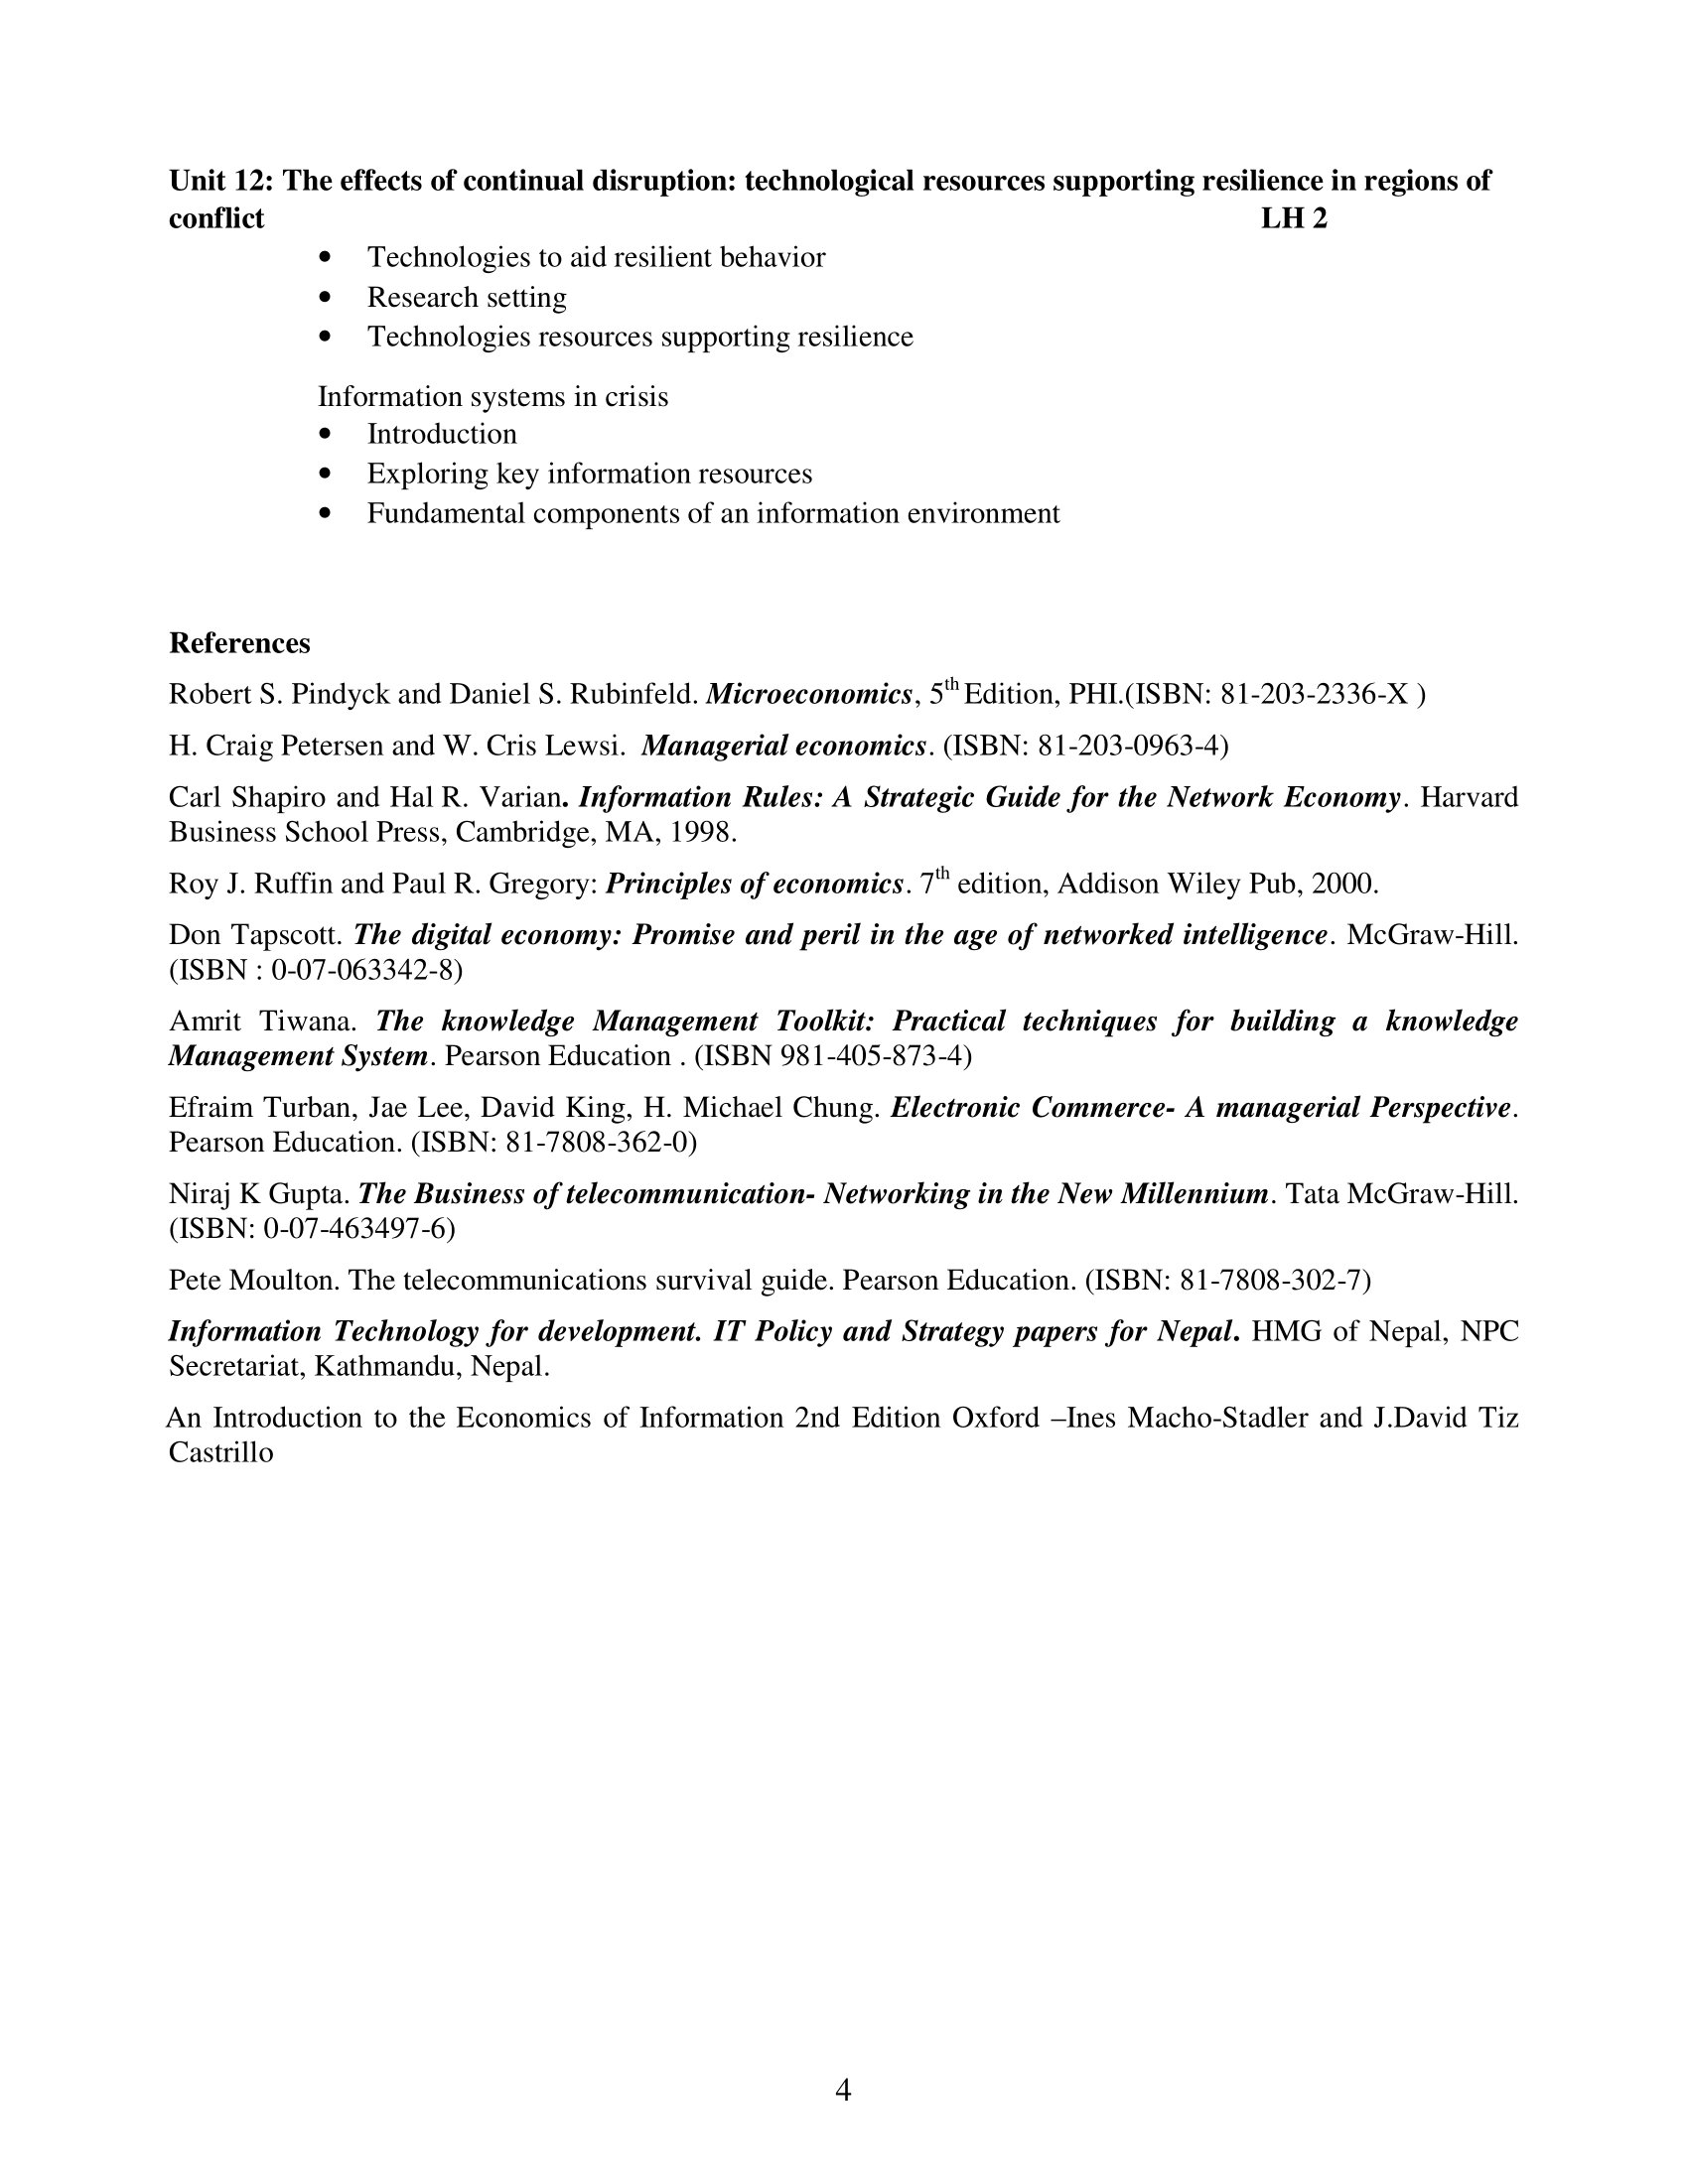 Unit 12: The effects of continual disruption: technological resources supporting resilience in regions of
conflict LH 2
• Technologies to aid resilient behavior
• Research setting
• Technologies resources supporting resilience
Information systems in crisis
• Introduction
• Exploring key information resources
• Fundamental components of an information environment
References
Robert S. Pindyck and Daniel S. Rubinfeld. Microeconomics, 5th Edition, PHI.(ISBN: 81-203-2336-X )
H. Craig Petersen and W. Cris Lewsi. Managerial economics. (ISBN: 81-203-0963-4)
Carl Shapiro and Hal R. Varian. Information Rules: A Strategic Guide for the Network Economy. Harvard
Business School Press, Cambridge, MA, 1998.
Roy J. Ruffin and Paul R. Gregory: Principles of economics. 7th edition, Addison Wiley Pub, 2000.
Don Tapscott. The digital economy: Promise and peril in the age of networked intelligence. McGraw-Hill.
(ISBN : 0-07-063342-8)
Amrit Tiwana. The knowledge Management Toolkit: Practical techniques for building a knowledge
Management System. Pearson Education . (ISBN 981-405-873-4)
Efraim Turban, Jae Lee, David King, H. Michael Chung. Electronic Commerce- A managerial Perspective.
Pearson Education. (ISBN: 81-7808-362-0)
Niraj K Gupta. The Business of telecommunication- Networking in the New Millennium. Tata McGraw-Hill.
(ISBN: 0-07-463497-6)
Pete Moulton. The telecommunications survival guide. Pearson Education. (ISBN: 81-7808-302-7)
Information Technology for development. IT Policy and Strategy papers for Nepal. HMG of Nepal, NPC
Secretariat, Kathmandu, Nepal.
An Introduction to the Economics of Information 2nd Edition Oxford –Ines Macho-Stadler and J.David Tiz
Castrillo
4